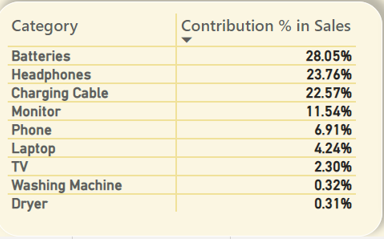 Category Contribution % in Sales
Batteries 28.05%
Headphones 23.76%
Charging Cable 22.57%
Monitor 11.54%
Phone 6.91%
Laptop 4.24%
TV 2.30%
Washing Machine 0.32%
Dryer 0.31%